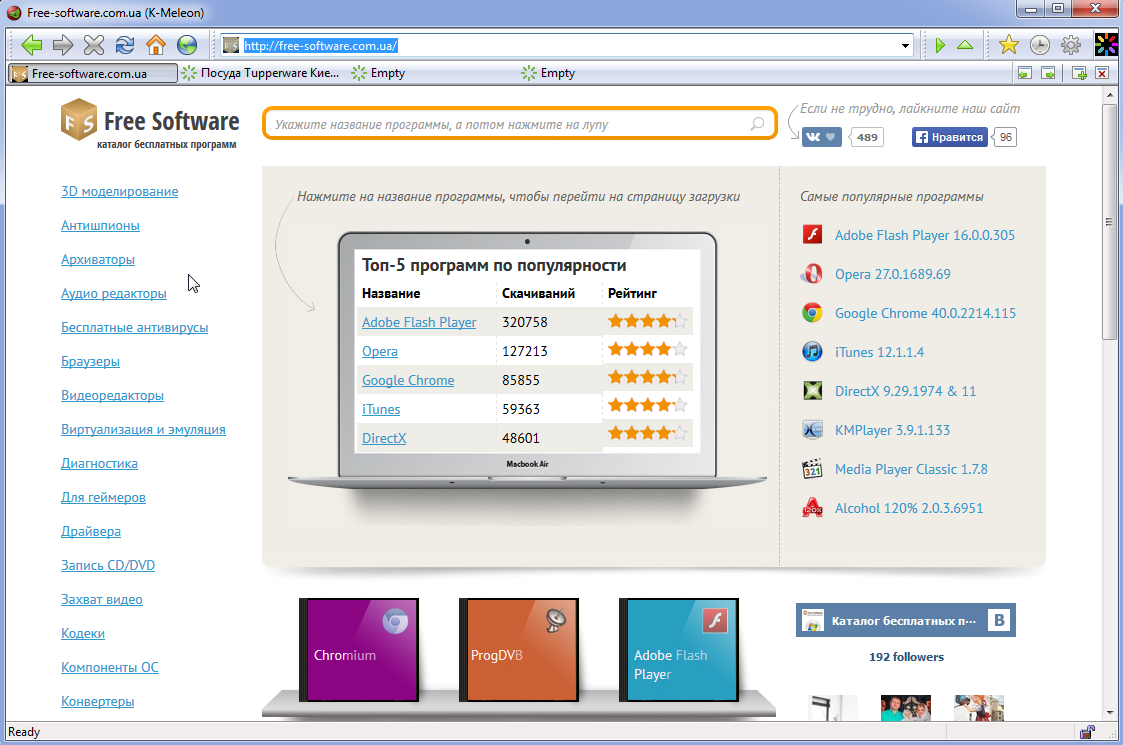 Free-software.com.ua (K-Meleon)
http://free-software.com.ua/
Free-software.com.ua
Посуда Tupperware Кие...
Empty
Empty
FS
Free Software
каталог бесплатных программ
Укажите название программы, а потом нажмите на лупу
Если не трудно, лайкните наш сайт
489
Нравится
96
3D моделирование
Антишпионы
Архиваторы
Аудио редакторы
Бесплатные антивирусы
Браузеры
Видеоредакторы
Виртуализация и эмуляция
Диагностика
Для геймеров
Драйвера
Запись CD/DVD
Захват видео
Кодеки
Компоненты ОС
Конвертеры
Нажмите на название программы, чтобы перейти на страницу загрузки
Топ-5 программ по популярности
Название Скачиваний Рейтинг
Adobe Flash Player 320758
Opera 127213
Google Chrome 85855
iTunes 59363
DirectX 48601
Macbook Air
Самые популярные программы
Adobe Flash Player 16.0.0.305
Opera 27.0.1689.69
Google Chrome 40.0.2214.115
iTunes 12.1.1.4
DirectX 9.29.1974 & 11
KMPlayer 3.9.1.133
321
Media Player Classic 1.7.8
120%
Alcohol 120% 2.0.3.6951
Chromium
ProgDVB
Adobe Flash
Player
Каталог бесплатных п···
B
192 followers
Ready